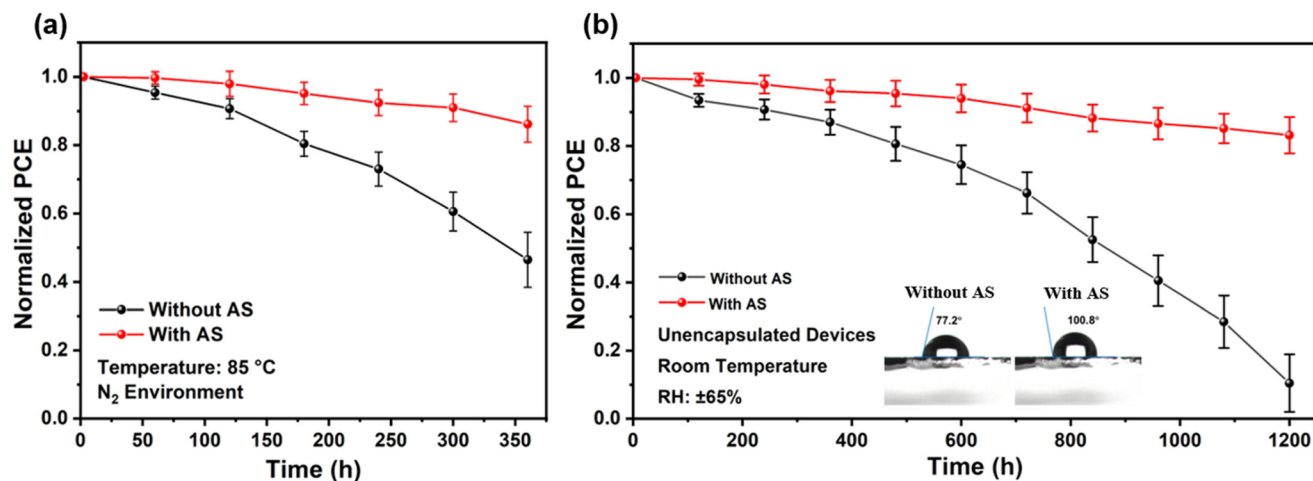 (a)
Normalized PCE
1.0
0.8
0.6
0.4
0.2
0.0
Without AS
With AS
Temperature: 85 °C
N₂ Environment
0 50 100 150 200 250 300 350
Time (h)
(b)
Normalized PCE
1.0
0.8
0.6
0.4
0.2
0.0
Without AS
With AS
Unencapsulated Devices
Room Temperature
RH: ±65%
Without AS
77.2°
With AS
100.8°
0 200 400 600 800 1000 1200
Time (h)